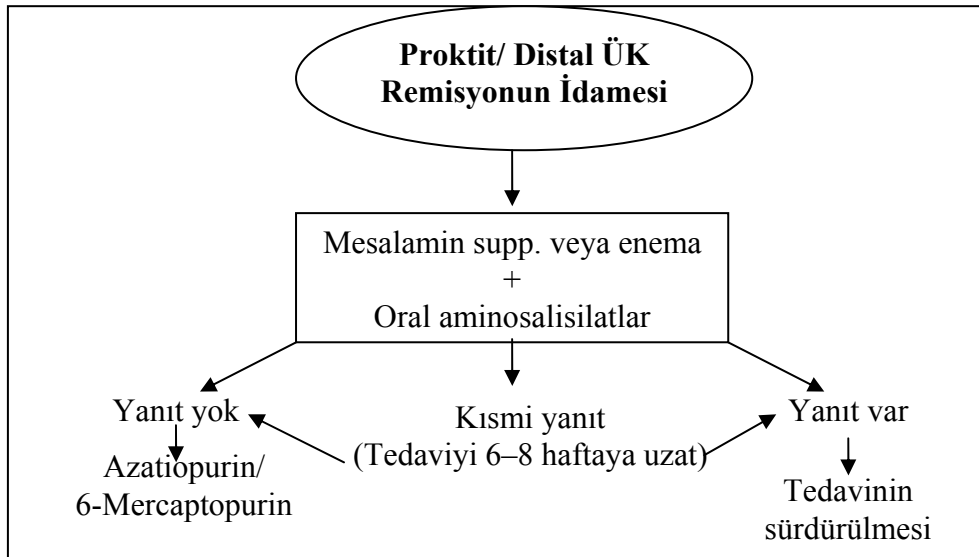 Proktit/ Distal ÜK
Remisyonun İdamesi
Mesalamin supp. veya enema
+
Oral aminosalisilatlar
Yanıt yok
Azatiopurin/
6-Mercaptopurin
Kısmi yanıt
(Tedaviyi 6–8 haftaya uzat)
Yanıt var
Tedavinin
sürdürülmesi